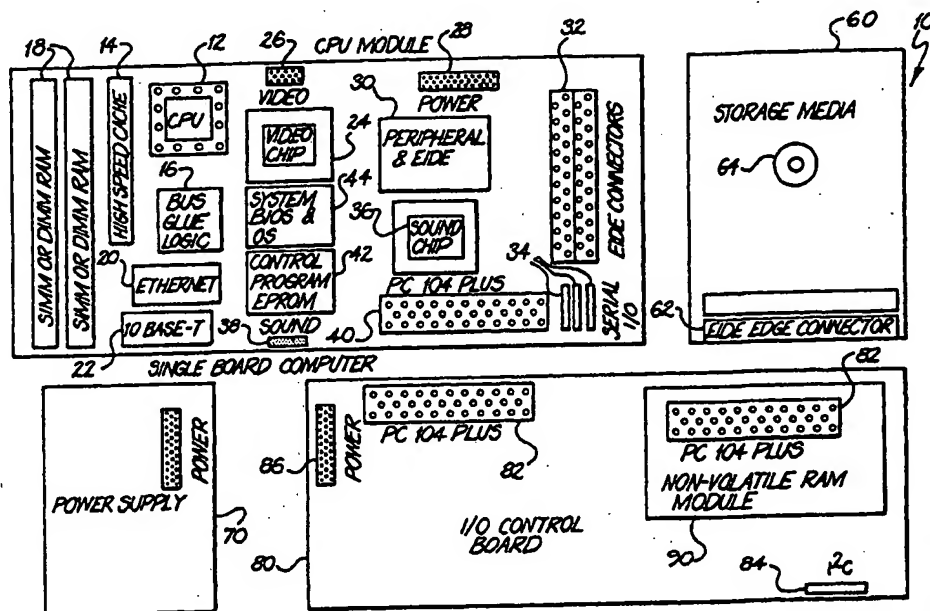 26
CPU MODULE
28
32
60
10
18
14
12
VIDEO
POWER
30
SIMM OR DIMM RAM
SIMM OR DIMM RAM
HIGH SPEED CACHE
CPU
VIDEO
CHIP
24
PERIPHERAL
& EIDE
EIDE CONNECTORS
STORAGE MEDIA
64
16
BUS
GLUE
LOGIC
SYSTEM
BIOS &
OS
44
36
SOUND
CHIP
20
ETHERNET
CONTROL
PROGRAM
EPROM
42
PC 104 PLUS
34
SERIAL
I/O
10 BASE-T
SOUND
38
40
62
EIDE EDGE CONNECTOR
22
SINGLE BOARD COMPUTER
82
POWER
POWER SUPPLY
70
86
POWER
PC 104 PLUS
82
PC 104 PLUS
NON-VOLATILE RAM
MODULE
I/O CONTROL
BOARD
80
90
84
I²C